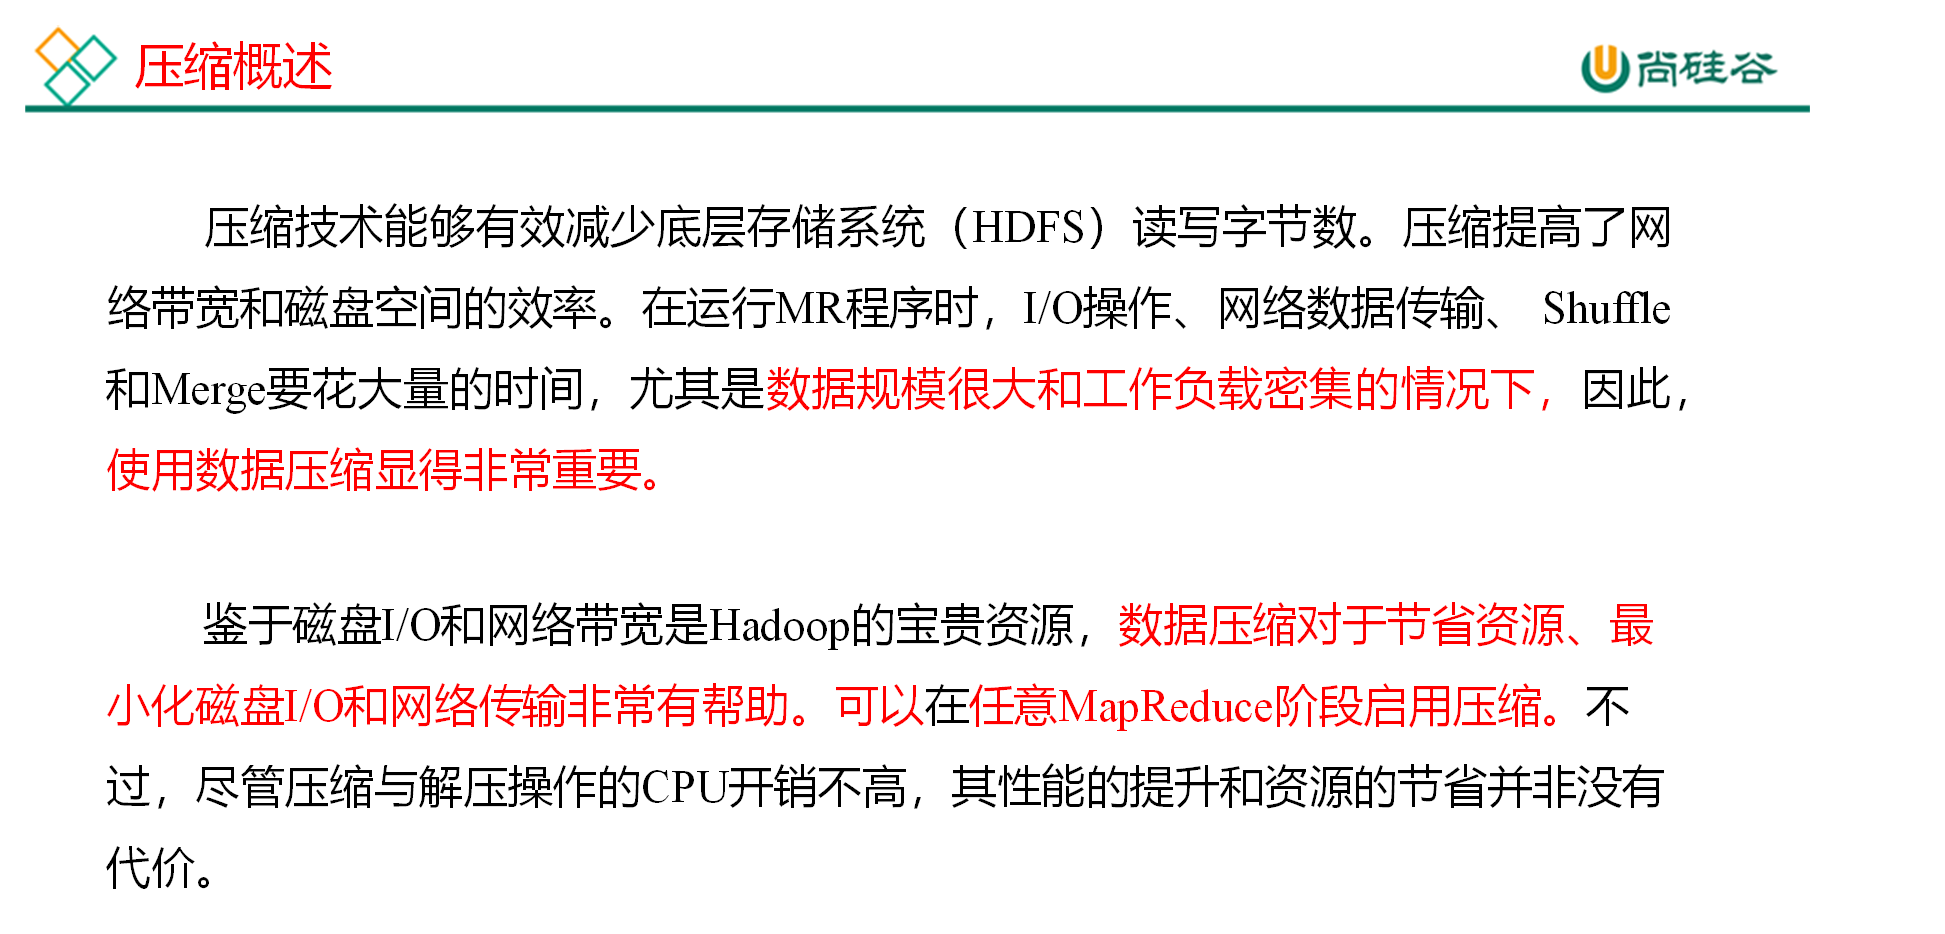 压缩概述
尚硅谷
压缩技术能够有效减少底层存储系统（HDFS）读写字节数。压缩提高了网
络带宽和磁盘空间的效率。在运行MR程序时，I/O操作、网络数据传输、 Shuffle
和Merge要花大量的时间，尤其是数据规模很大和工作负载密集的情况下，因此，
使用数据压缩显得非常重要。
鉴于磁盘I/O和网络带宽是Hadoop的宝贵资源，数据压缩对于节省资源、最
小化磁盘I/O和网络传输非常有帮助。可以在任意MapReduce阶段启用压缩。不
过，尽管压缩与解压操作的CPU开销不高，其性能的提升和资源的节省并非没有
代价。